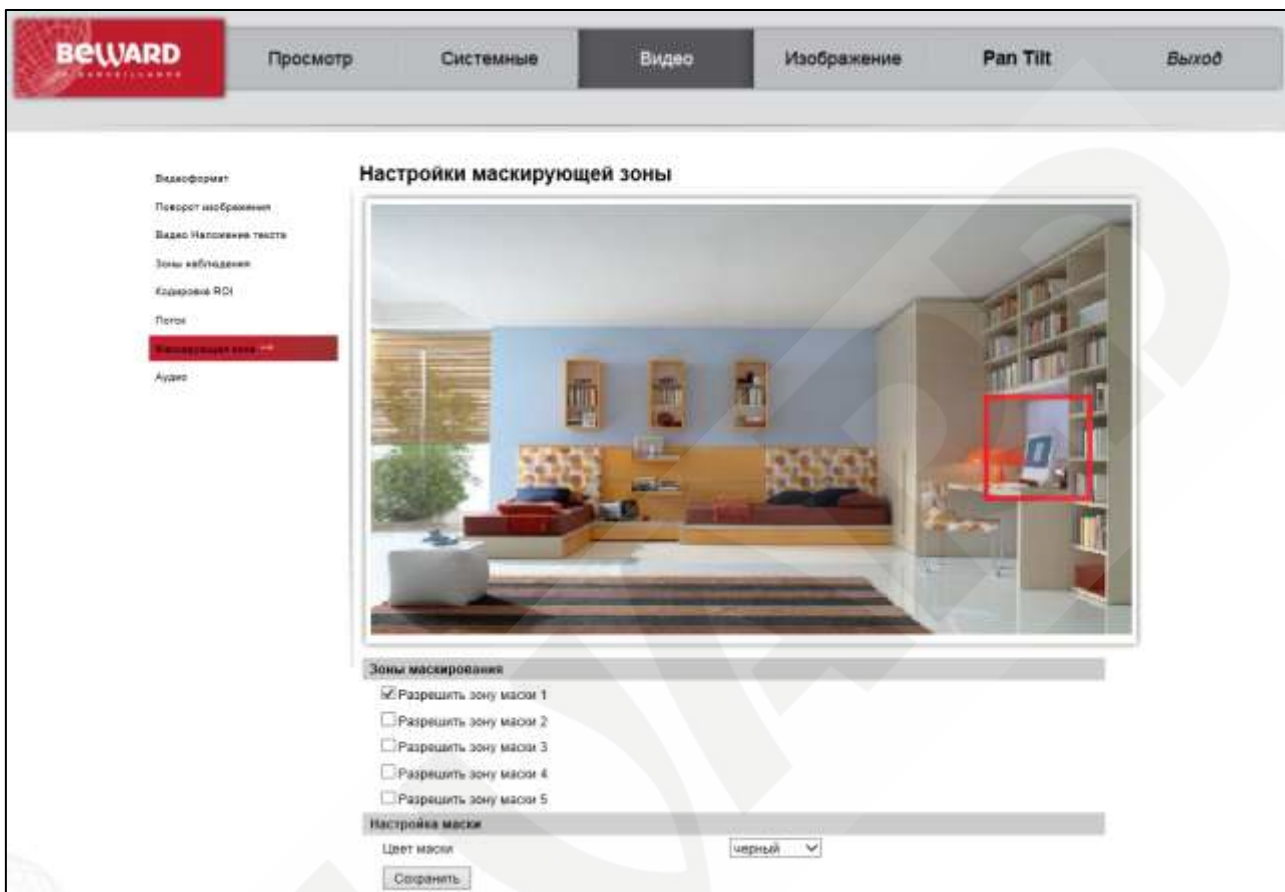 BEWARD
Просмотр
Системные
Видео
Изображение
Pan Tilt
Выход
Видеоформат
Поворот изображения
Видео Наложение текста
Зоны наблюдения
Кодировка ROI
Поток
Маскирующая зона
Аудио
Настройки маскирующей зоны
Зоны маскирования
Разрешить зону маски 1
Разрешить зону маски 2
Разрешить зону маски 3
Разрешить зону маски 4
Разрешить зону маски 5
Настройка маски
Цвет маски
черный
Сохранить